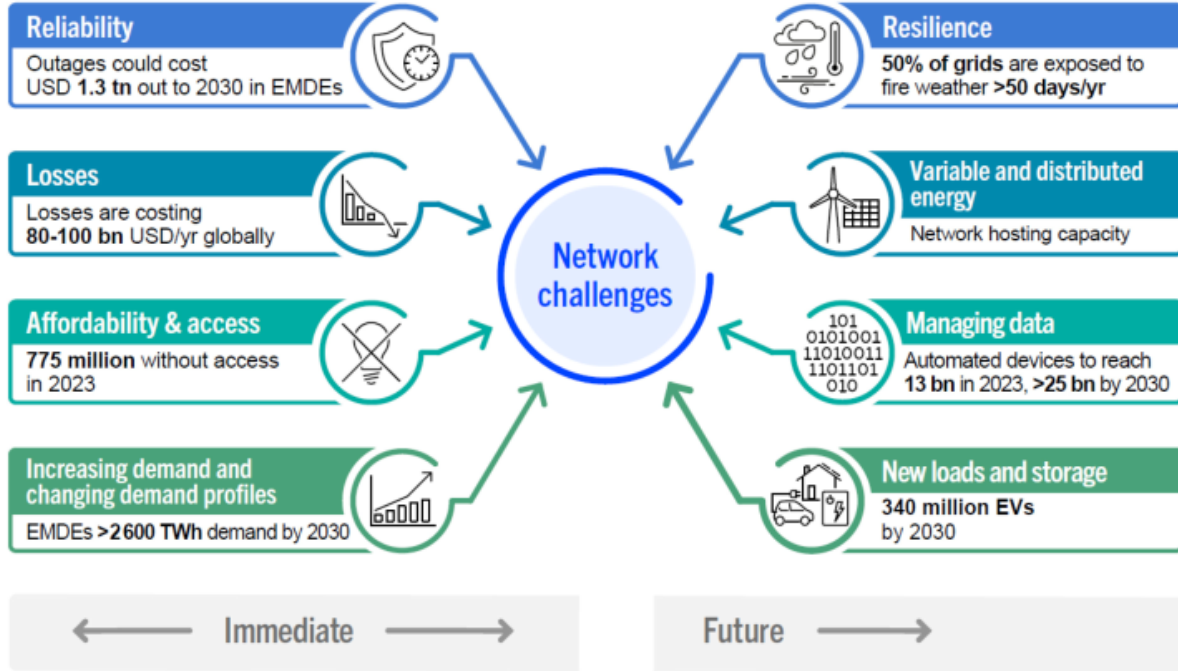 Reliability
Outages could cost
USD 1.3 tn out to 2030 in EMDEs
Losses
Losses are costing
80-100 bn USD/yr globally
Affordability & access
775 million without access
in 2023
Increasing demand and
changing demand profiles
EMDEs >2 600 TWh demand by 2030
Network
challenges
Resilience
50% of grids are exposed to
fire weather >50 days/yr
Variable and distributed
energy
Network hosting capacity
101
0101001
11010011
1101101
010
Managing data
Automated devices to reach
13 bn in 2023, >25 bn by 2030
New loads and storage
340 million EVs
by 2030
Immediate
Future